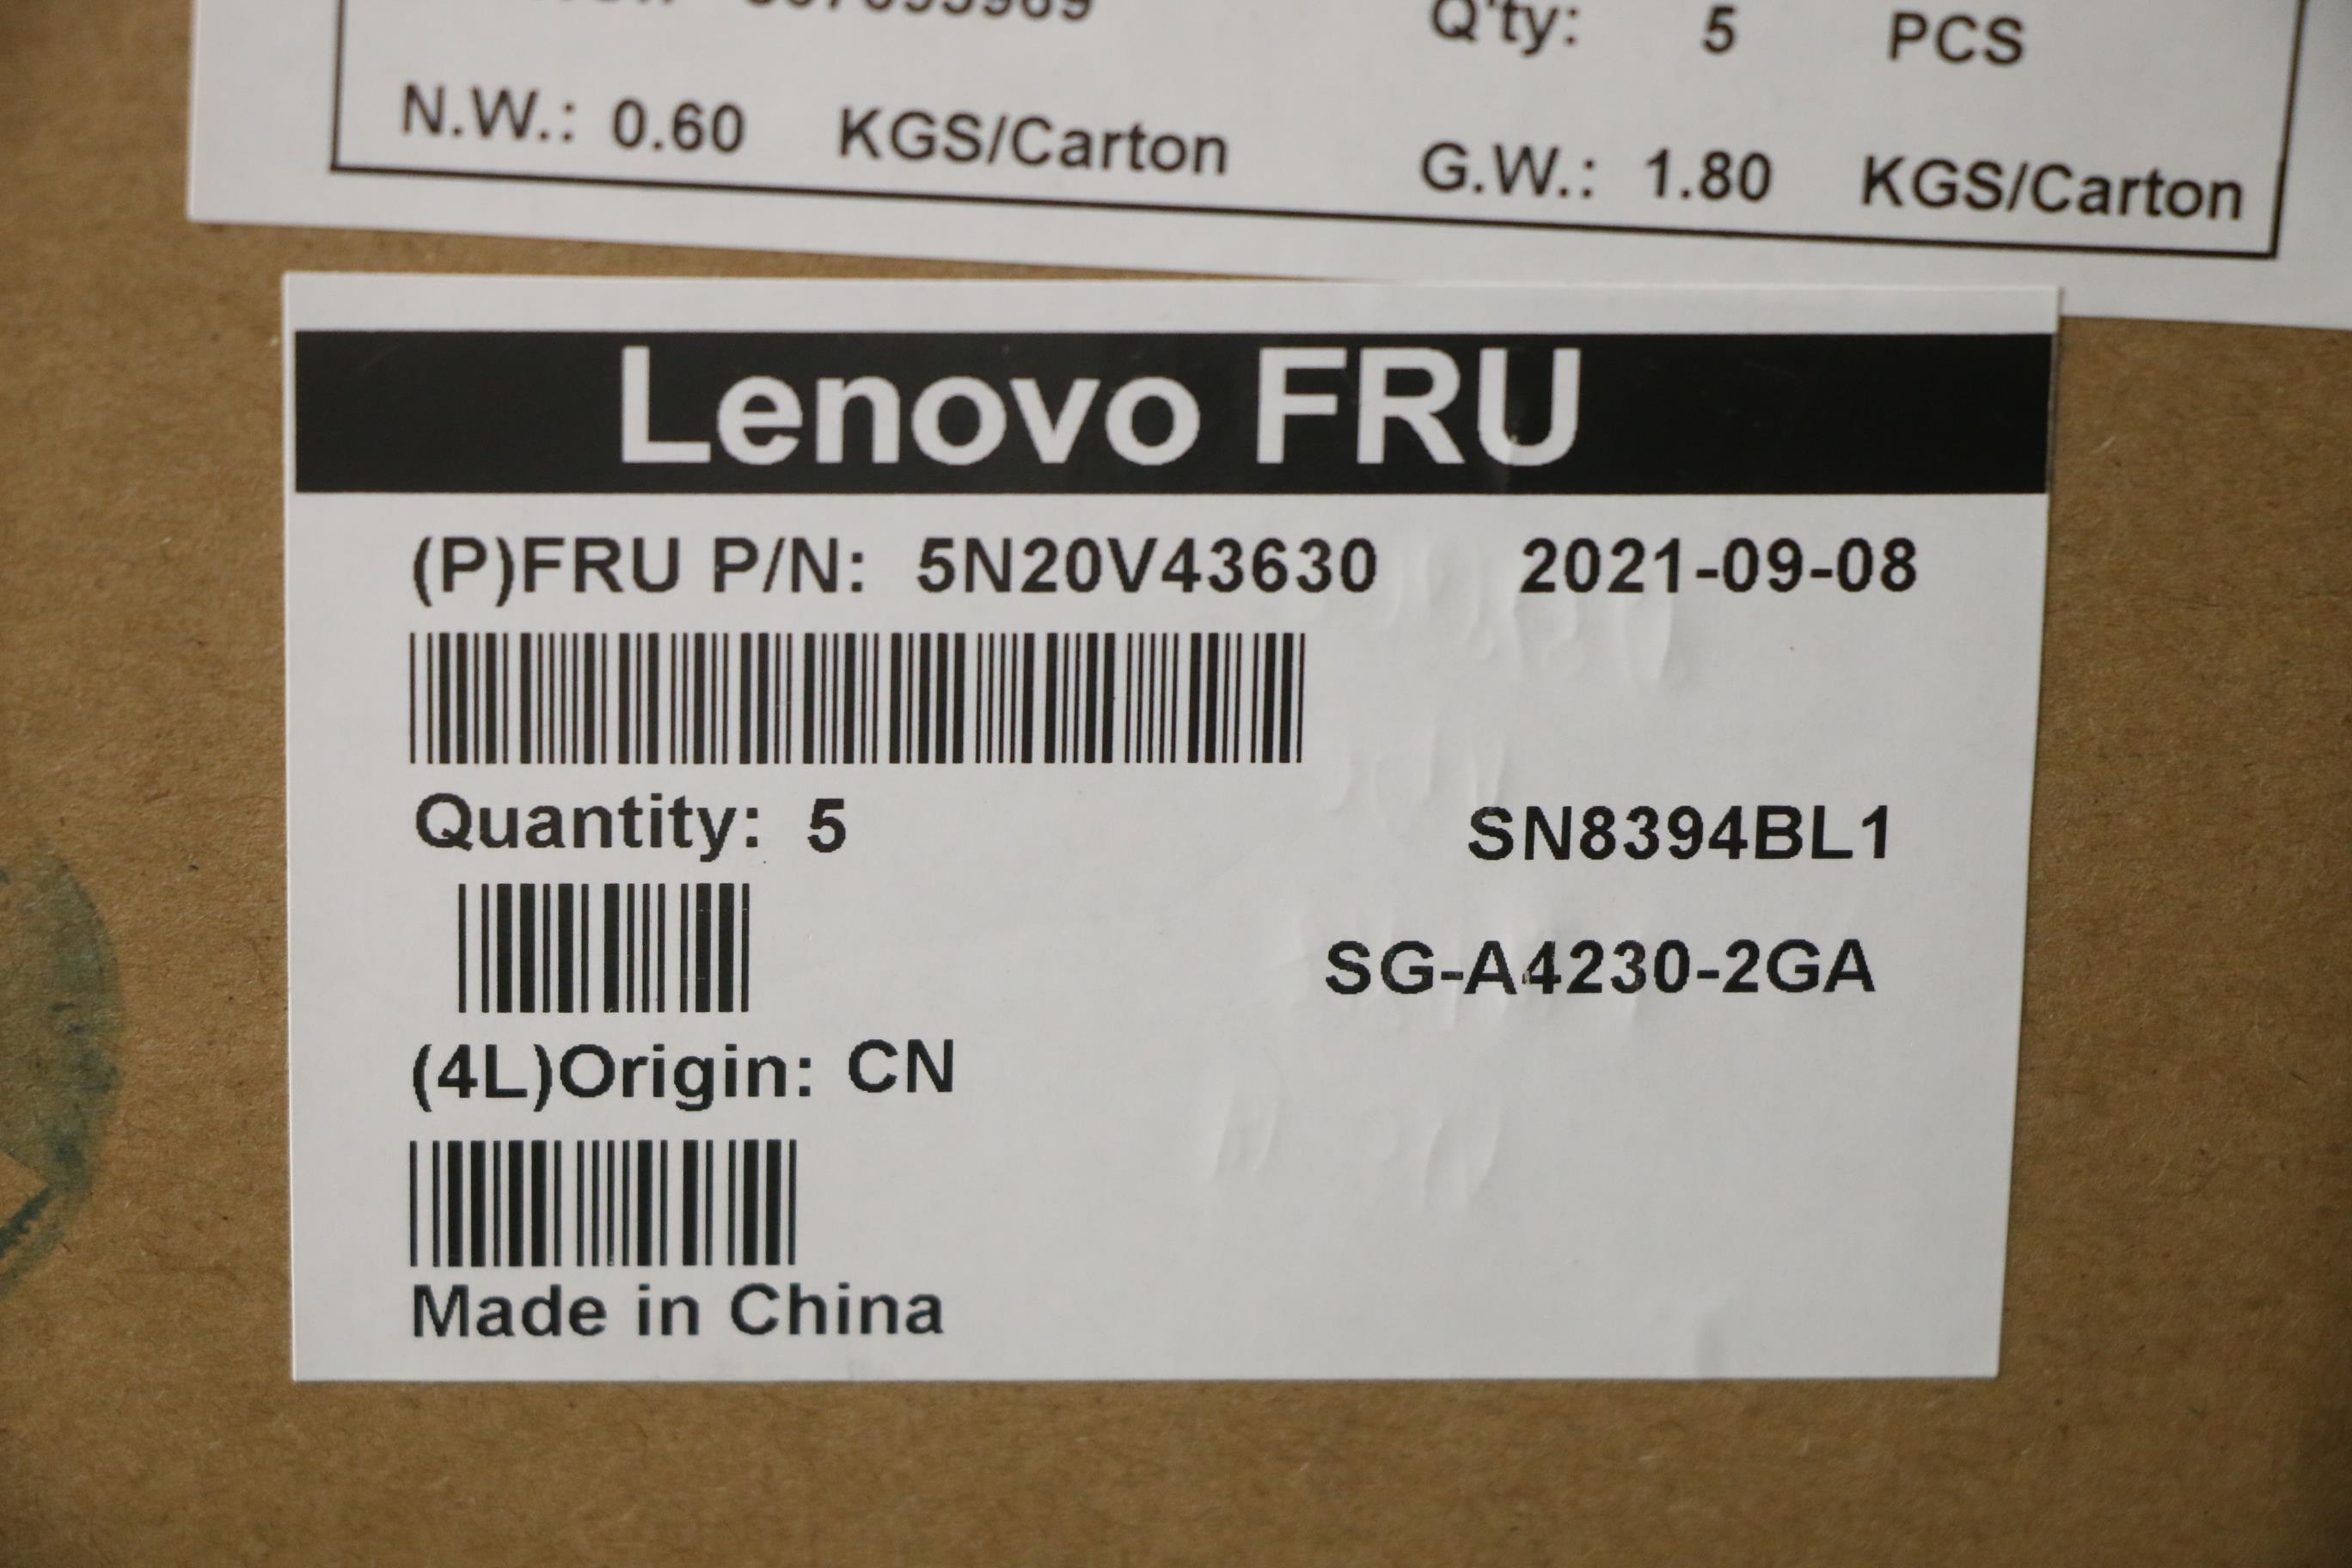 Q'ty: 5 PCS
N.W.: 0.60 KGS/Carton
G.W.: 1.80 KGS/Carton
Lenovo FRU
(P)FRU P/N: 5N20V43630 2021-09-08
Quantity: 5
SN8394BL1
SG-A4230-2GA
(4L)Origin: CN
Made in China